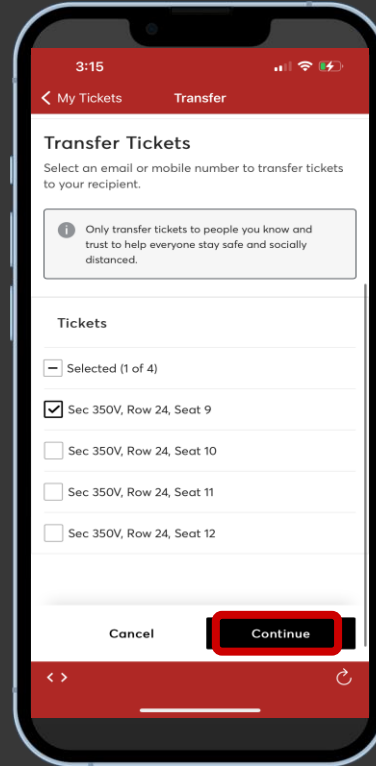 3:15
My Tickets Transfer
Transfer Tickets
Select an email or mobile number to transfer tickets
to your recipient.
Only transfer tickets to people you know and
trust to help everyone stay safe and socially
distanced.
Tickets
Selected (1 of 4)
Sec 350V, Row 24, Seat 9
Sec 350V, Row 24, Seat 10
Sec 350V, Row 24, Seat 11
Sec 350V, Row 24, Seat 12
Cancel Continue